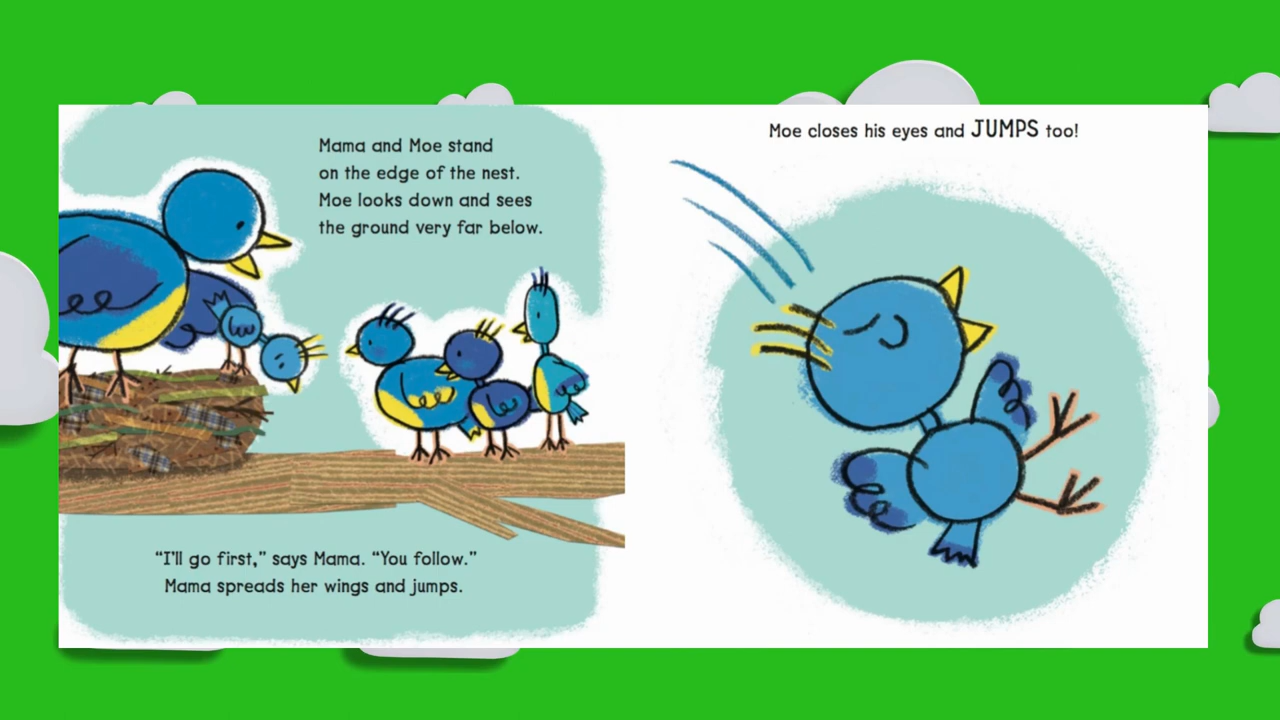 Mama and Moe stand
on the edge of the nest.
Moe looks down and sees
the ground very far below.
“I’ll go first,” says Mama. “You follow.”
Mama spreads her wings and jumps.
Moe closes his eyes and JUMPS too!